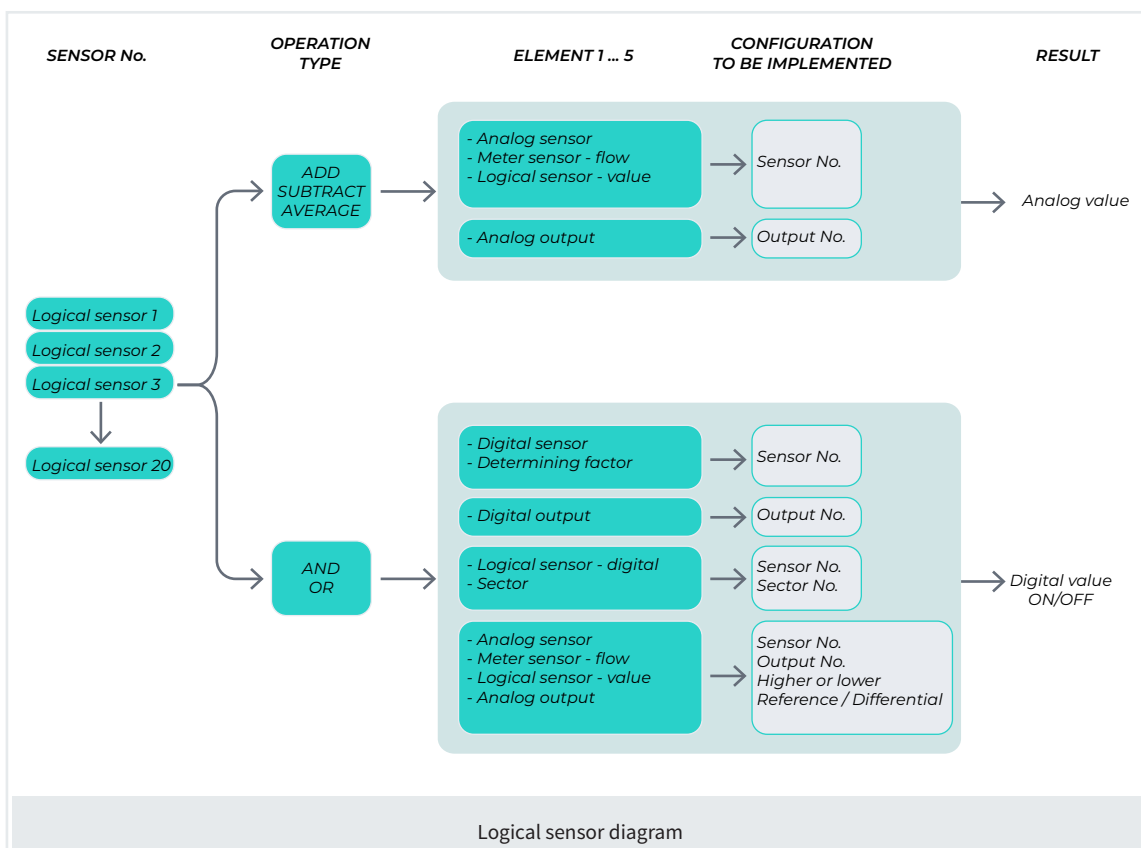 SENSOR No.
OPERATION
TYPE
ELEMENT 1 ... 5
CONFIGURATION
TO BE IMPLEMENTED
RESULT
Logical sensor 1
Logical sensor 2
Logical sensor 3
Logical sensor 20
ADD
SUBTRACT
AVERAGE
- Analog sensor
- Meter sensor - flow
- Logical sensor - value
Sensor No.
- Analog output
Output No.
Analog value
AND
OR
- Digital sensor
- Determining factor
Sensor No.
- Digital output
Output No.
- Logical sensor - digital
- Sector
Sensor No.
Sector No.
- Analog sensor
- Meter sensor - flow
- Logical sensor - value
- Analog output
Sensor No.
Output No.
Higher or lower
Reference / Differential
Digital value
ON/OFF
Logical sensor diagram